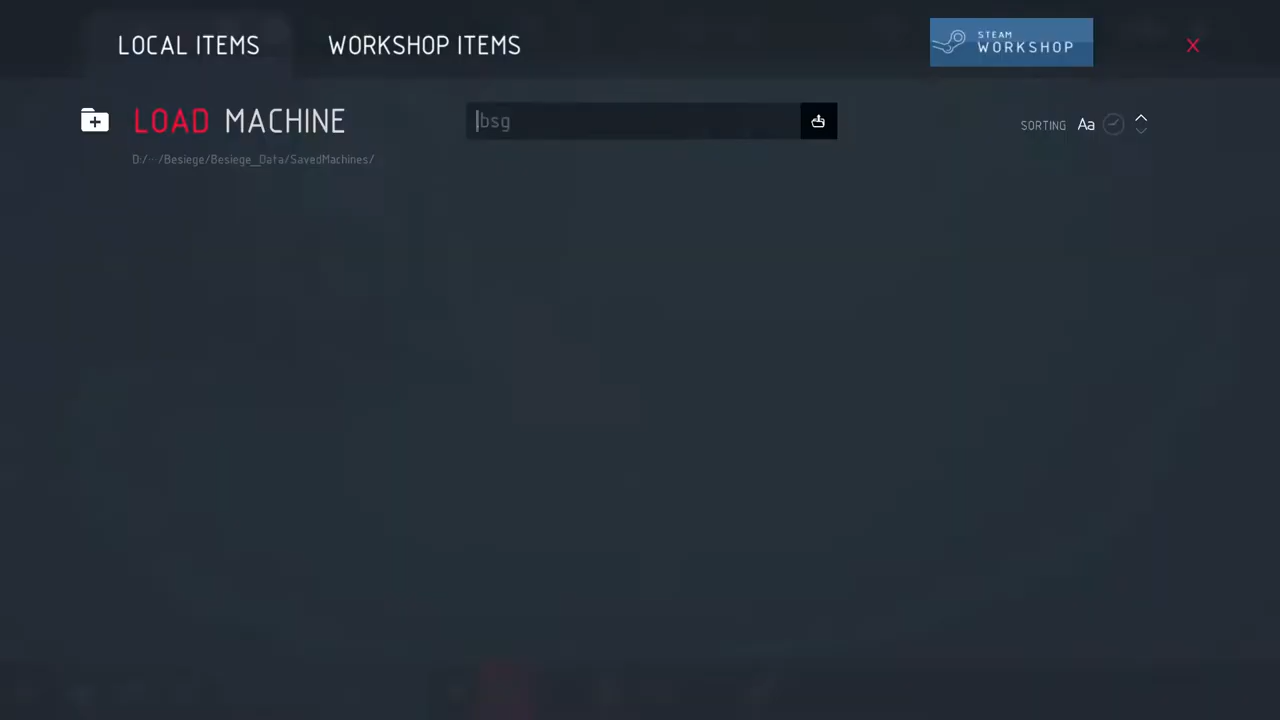 LOCAL ITEMS
WORKSHOP ITEMS
STEAM
WORKSHOP
X
LOAD MACHINE
bsg
SORTING Aa
D:/···/Besiege/Besiege_Data/SavedMachines/